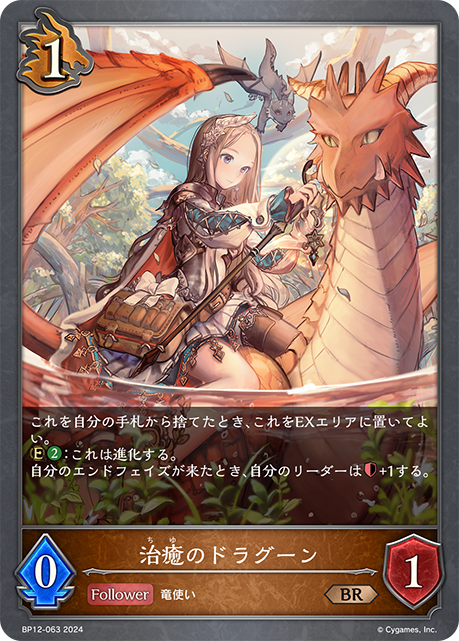 1
これを自分の手札から捨てたとき、これをEXエリアに置いてよ
い。
E 2:これは進化する。
自分のエンドフェイズが来たとき、自分のリーダーは+1する。
ちゆ
治癒のドラグーン
0
Follower 竜使い
BR
1
BP12-063 2024
© Cygames, Inc.